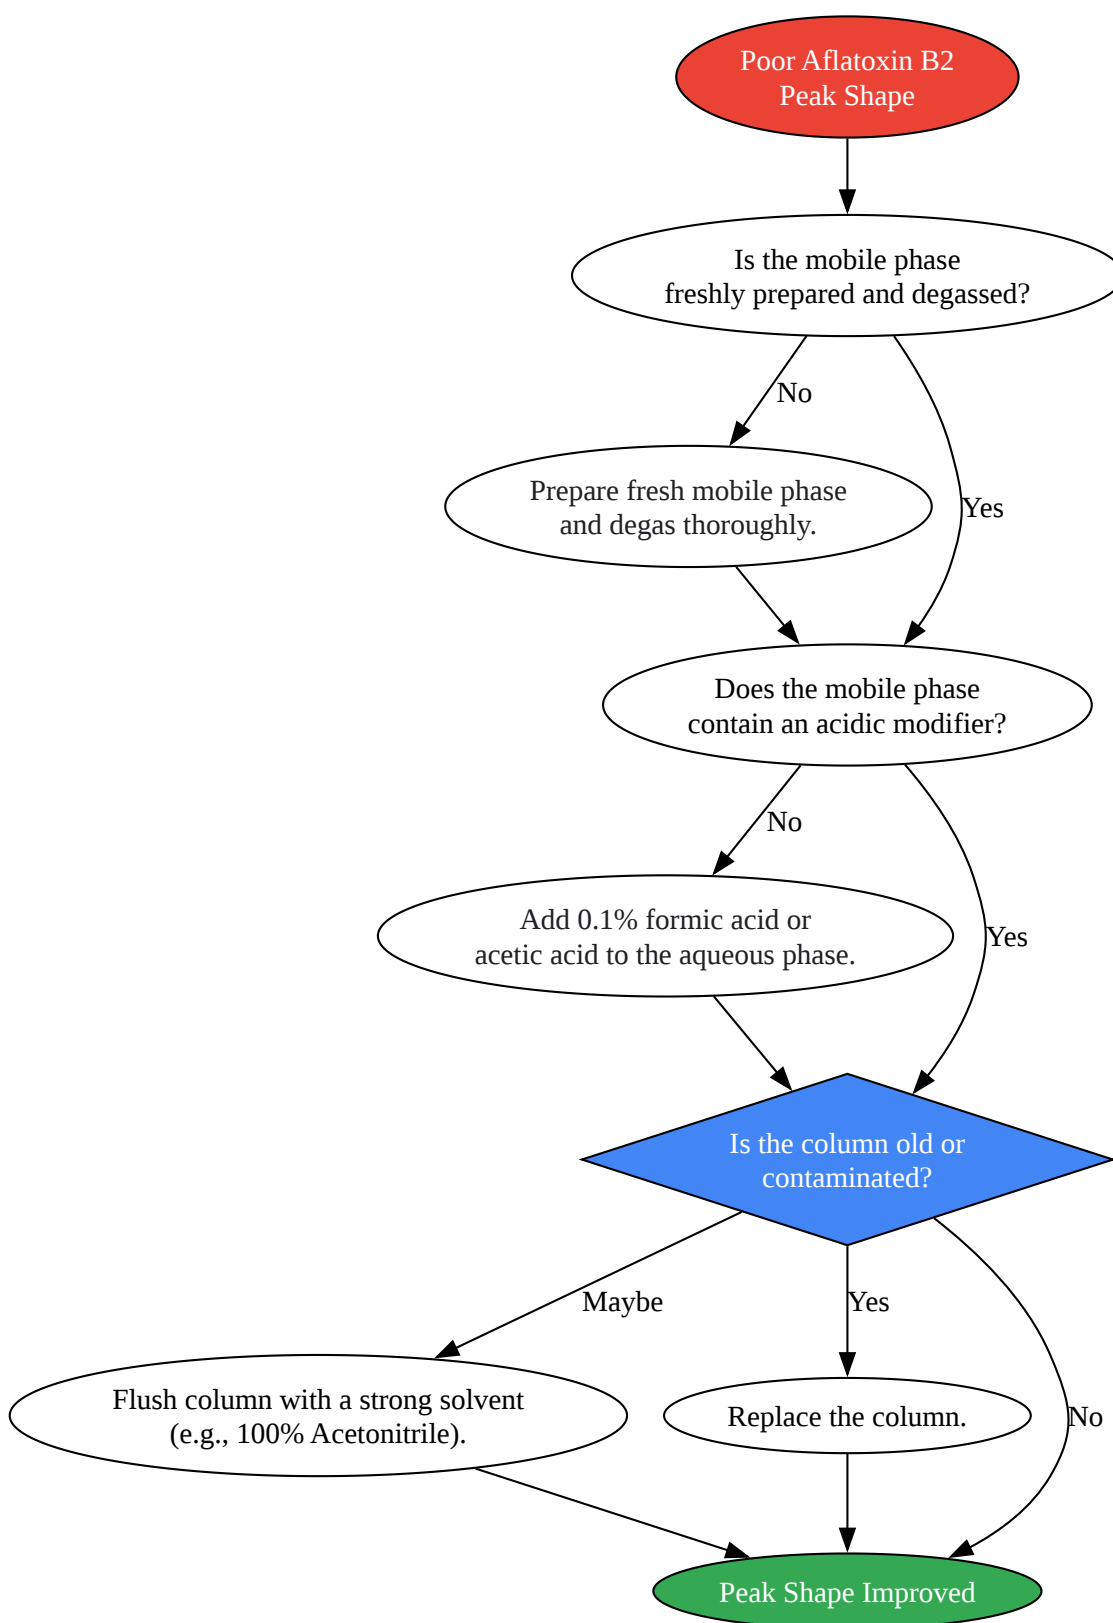 Poor Aflatoxin B2
Peak Shape
Is the mobile phase
freshly prepared and degassed?
No
Prepare fresh mobile phase
and degas thoroughly.
Yes
Does the mobile phase
contain an acidic modifier?
No
Add 0.1% formic acid or
acetic acid to the aqueous phase.
Yes
Is the column old or
contaminated?
Maybe
Yes
Flush column with a strong solvent
(e.g., 100% Acetonitrile).
Replace the column.
No
Peak Shape Improved